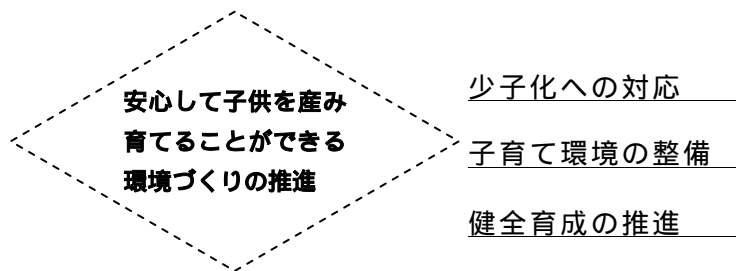 安心して子供を産み
育てることができる
環境づくりの推進
少子化への対応
子育て環境の整備
健全育成の推進